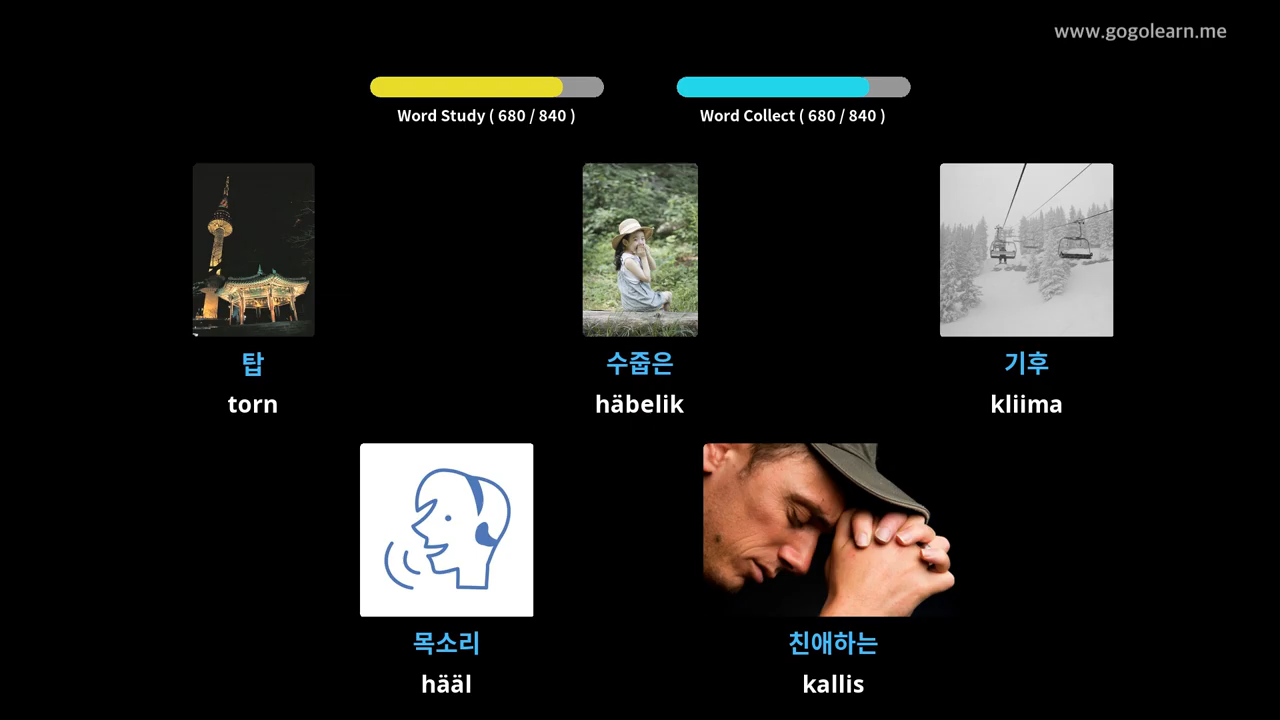 www.gogolearn.me
Word Study ( 680 / 840 )
Word Collect ( 680 / 840 )
탑
torn
수줍은
häbelik
기후
kliima
목소리
hääl
친애하는
kallis